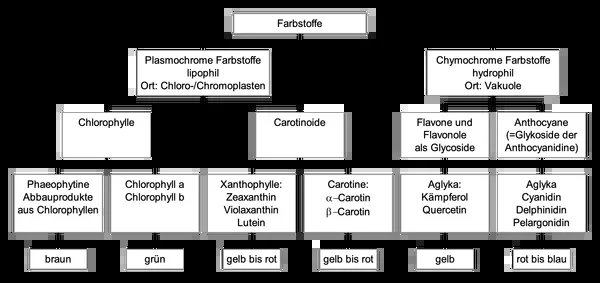 Farbstoffe
Plasmochrome Farbstoffe
lipophil
Ort: Chloro-/Chromoplasten
Chymochrome Farbstoffe
hydrophil
Ort: Vakuole
Chlorophylle
Carotinoide
Flavone und
Flavonole
als Glycoside
Anthocyane
(=Glykoside der
Anthocyanidine)
Phaeophytine
Abbauprodukte
aus Chlorophyllen
Chlorophyll a
Chlorophyll b
Xanthophylle:
Zeaxanthin
Violaxanthin
Lutein
Carotine:
α–Carotin
β–Carotin
Aglyka:
Kämpferol
Quercetin
Aglyka
Cyanidin
Delphinidin
Pelargonidin
braun
grün
gelb bis rot
gelb bis rot
gelb
rot bis blau